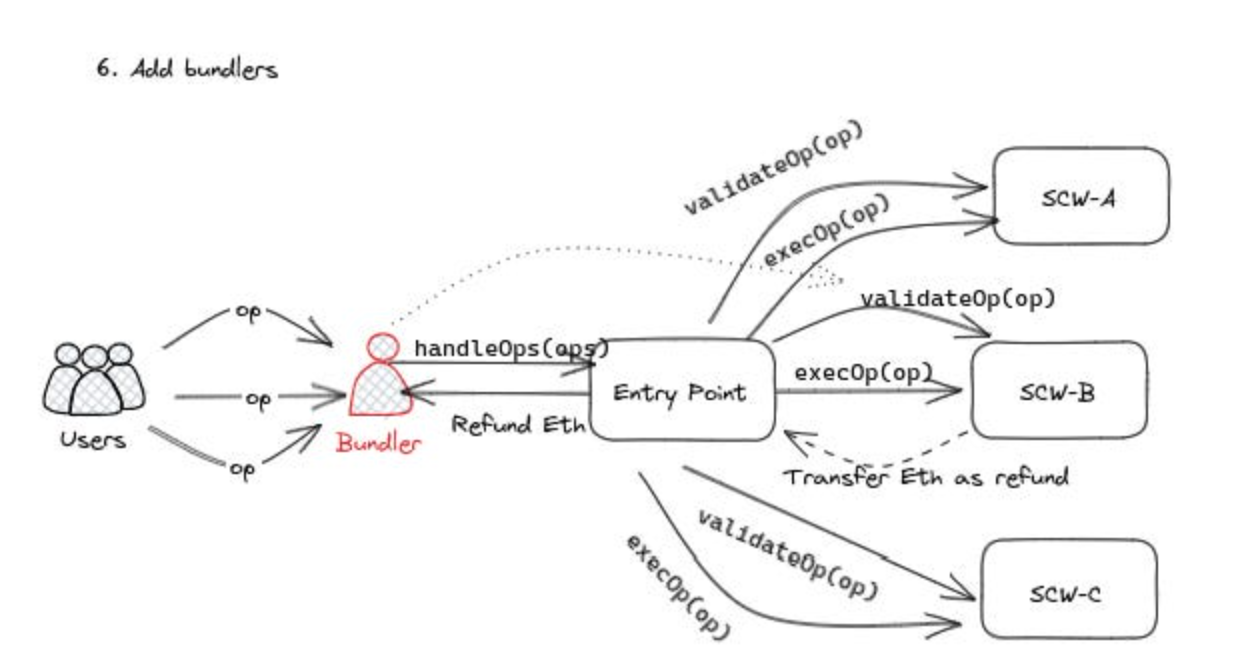 6. Add bundlers
validateOp(op)
SCW-A
execOp(op)
validateOp(op)
op
handleOps(ops)
execOp(op)
Entry Point
SCW-B
op
Refund Eth
Users
Bundler
op
Transfer Eth as refund
validateOp(op)
execOp(op)
SCW-C